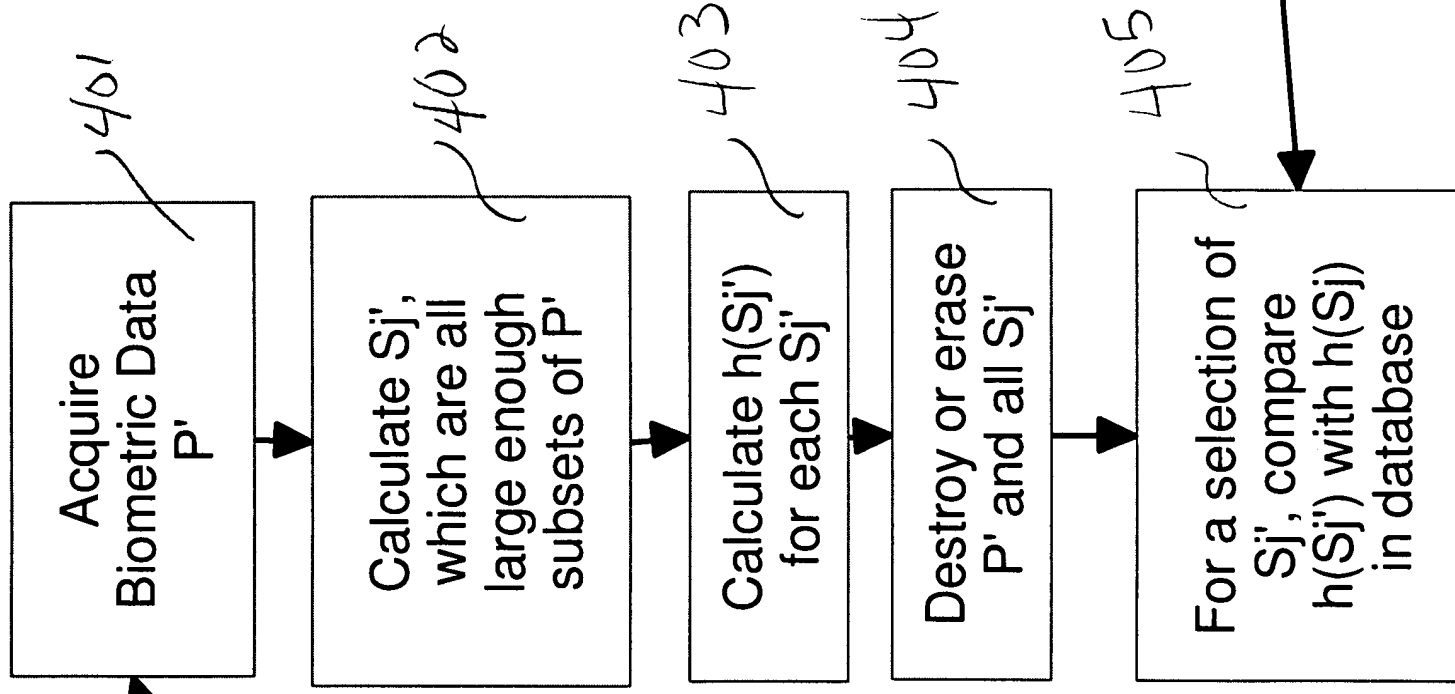 Acquire
Biometric Data
P'
401
Calculate Sj',
which are all
large enough
subsets of P'
402
Calculate h(Sj')
for each Sj'
403
Destroy or erase
P' and all Sj'
404
For a selection of
Sj', compare
h(Sj') with h(Sj)
in database
405